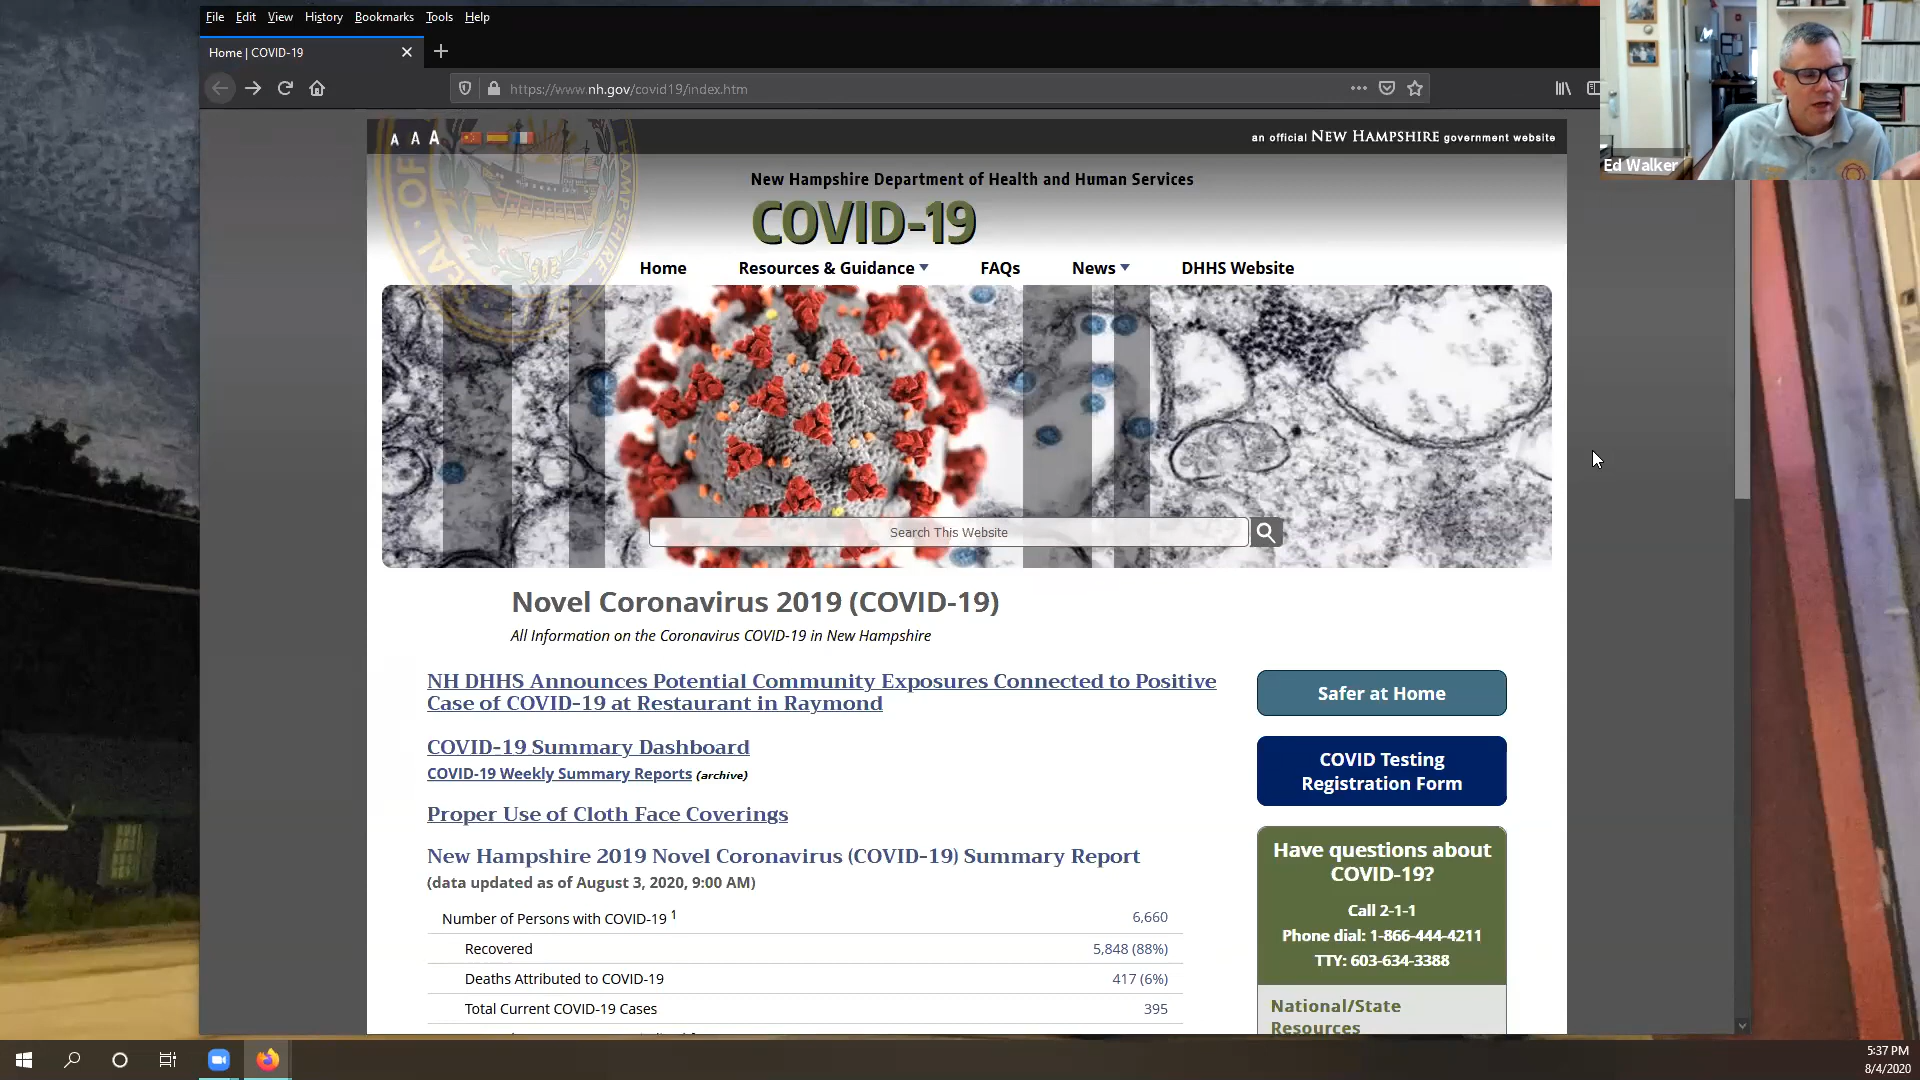 File Edit View History Bookmarks Tools Help
Home | COVID-19
https://www.nh.gov/covid19/index.htm
Ed Walker
A A A
an official NEW HAMPSHIRE government website
New Hampshire Department of Health and Human Services
COVID-19
Home Resources & Guidance FAQs News DHHS Website
SEAL OF HAMPSHIRE
Search This Website
Novel Coronavirus 2019 (COVID-19)
All Information on the Coronavirus COVID-19 in New Hampshire
NH DHHS Announces Potential Community Exposures Connected to Positive
Case of COVID-19 at Restaurant in Raymond
COVID-19 Summary Dashboard
COVID-19 Weekly Summary Reports (archive)
Proper Use of Cloth Face Coverings
New Hampshire 2019 Novel Coronavirus (COVID-19) Summary Report
(data updated as of August 3, 2020, 9:00 AM)
Number of Persons with COVID-19 1 6,660
Recovered 5,848 (88%)
Deaths Attributed to COVID-19 417 (6%)
Total Current COVID-19 Cases 395
Safer at Home
COVID Testing
Registration Form
Have questions about
COVID-19?
Call 2-1-1
Phone dial: 1-866-444-4211
TTY: 603-634-3388
National/State
Resources
5:37 PM
8/4/2020